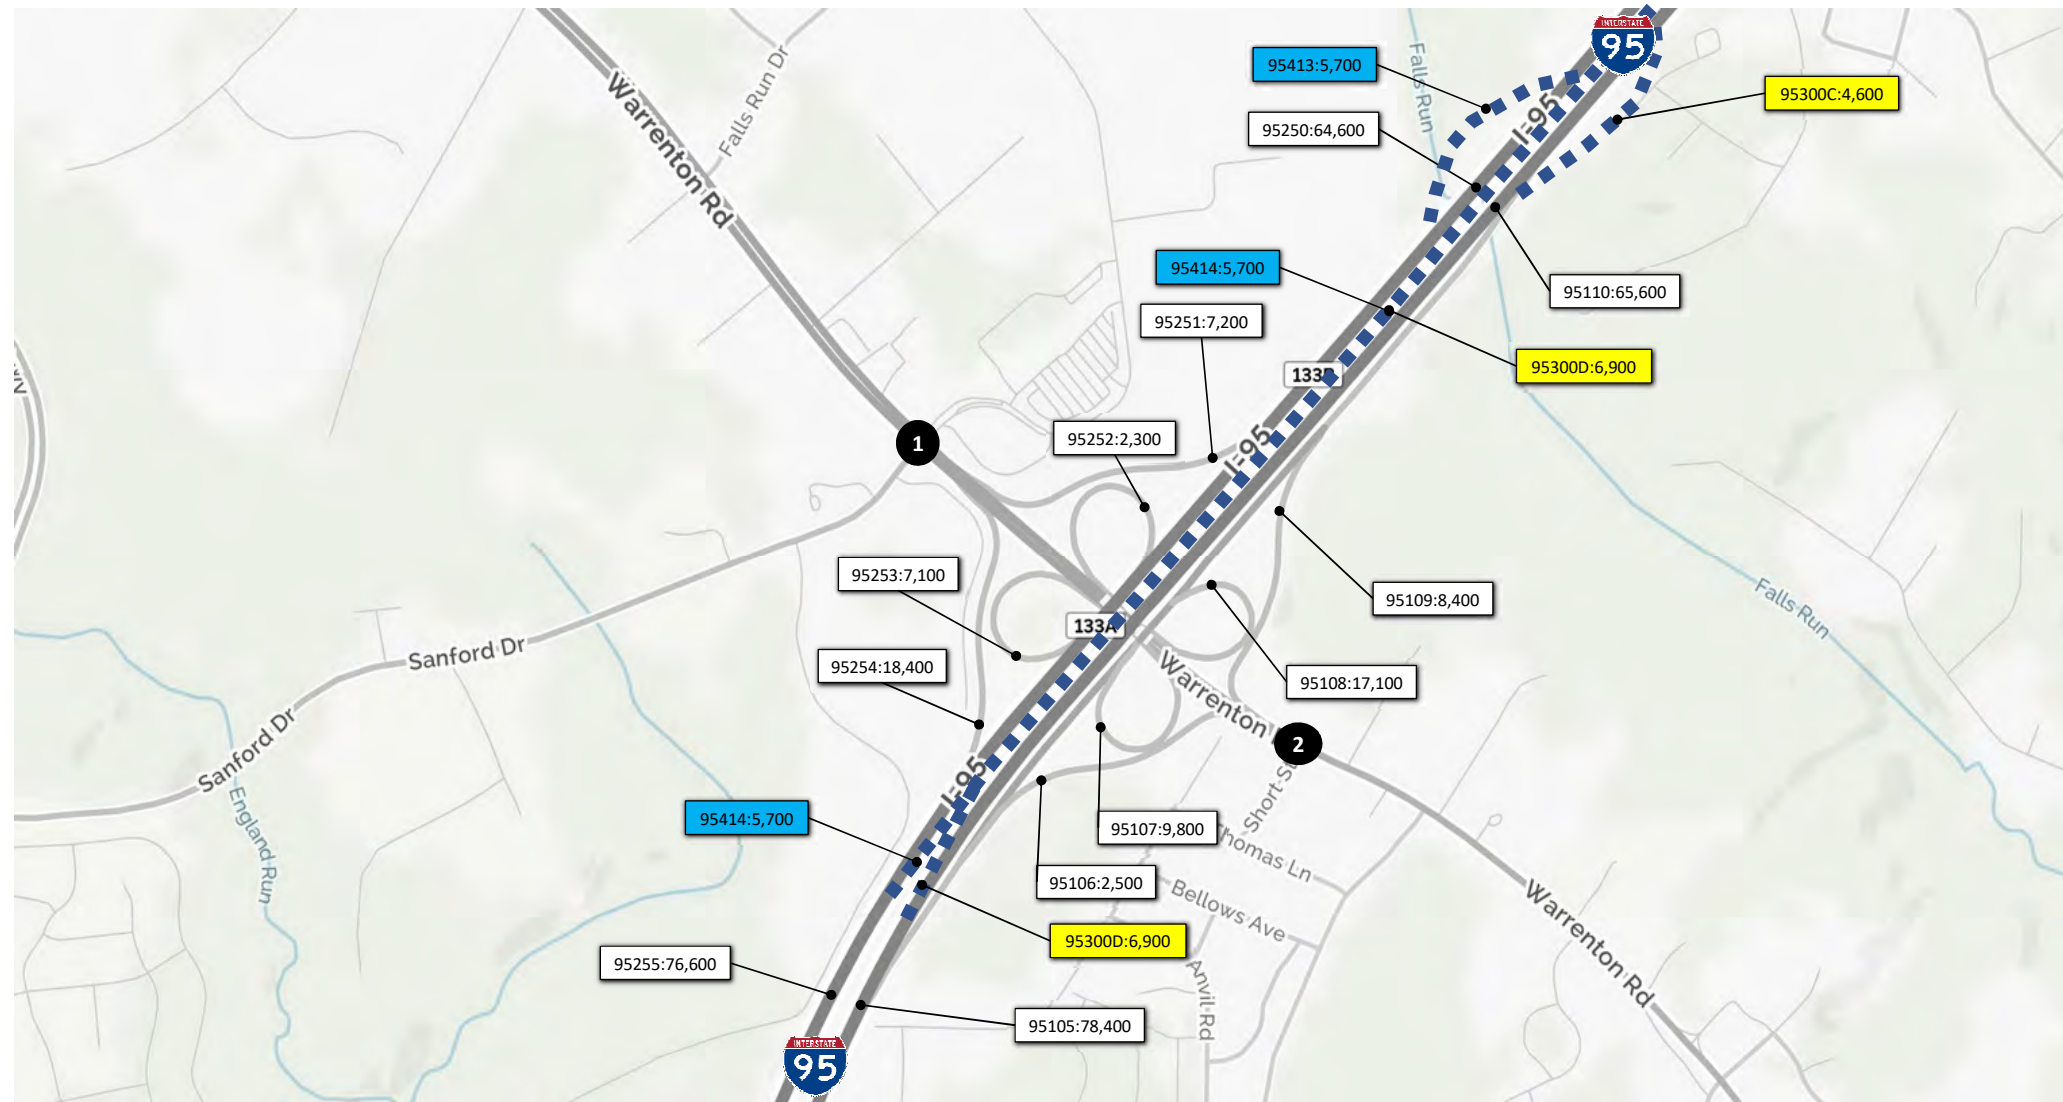 INTERSTATE
95
95413:5,700
Falls Run
95300C:4,600
Warrenton Rd
Falls Run Dr
I-95
95250:64,600
95414:5,700
95110:65,600
95251:7,200
95300D:6,900
133B
1
95252:2,300
I-95
95253:7,100
95109:8,400
Falls Run
133A
Sanford Dr
95254:18,400
95108:17,100
Warrenton
2
Sanford Dr
I-95
Short St
England Run
95414:5,700
95107:9,800
Thomas Ln
95106:2,500
Bellows Ave
Warrenton Rd
95300D:6,900
95255:76,600
Anvil Rd
95105:78,400
INTERSTATE
95